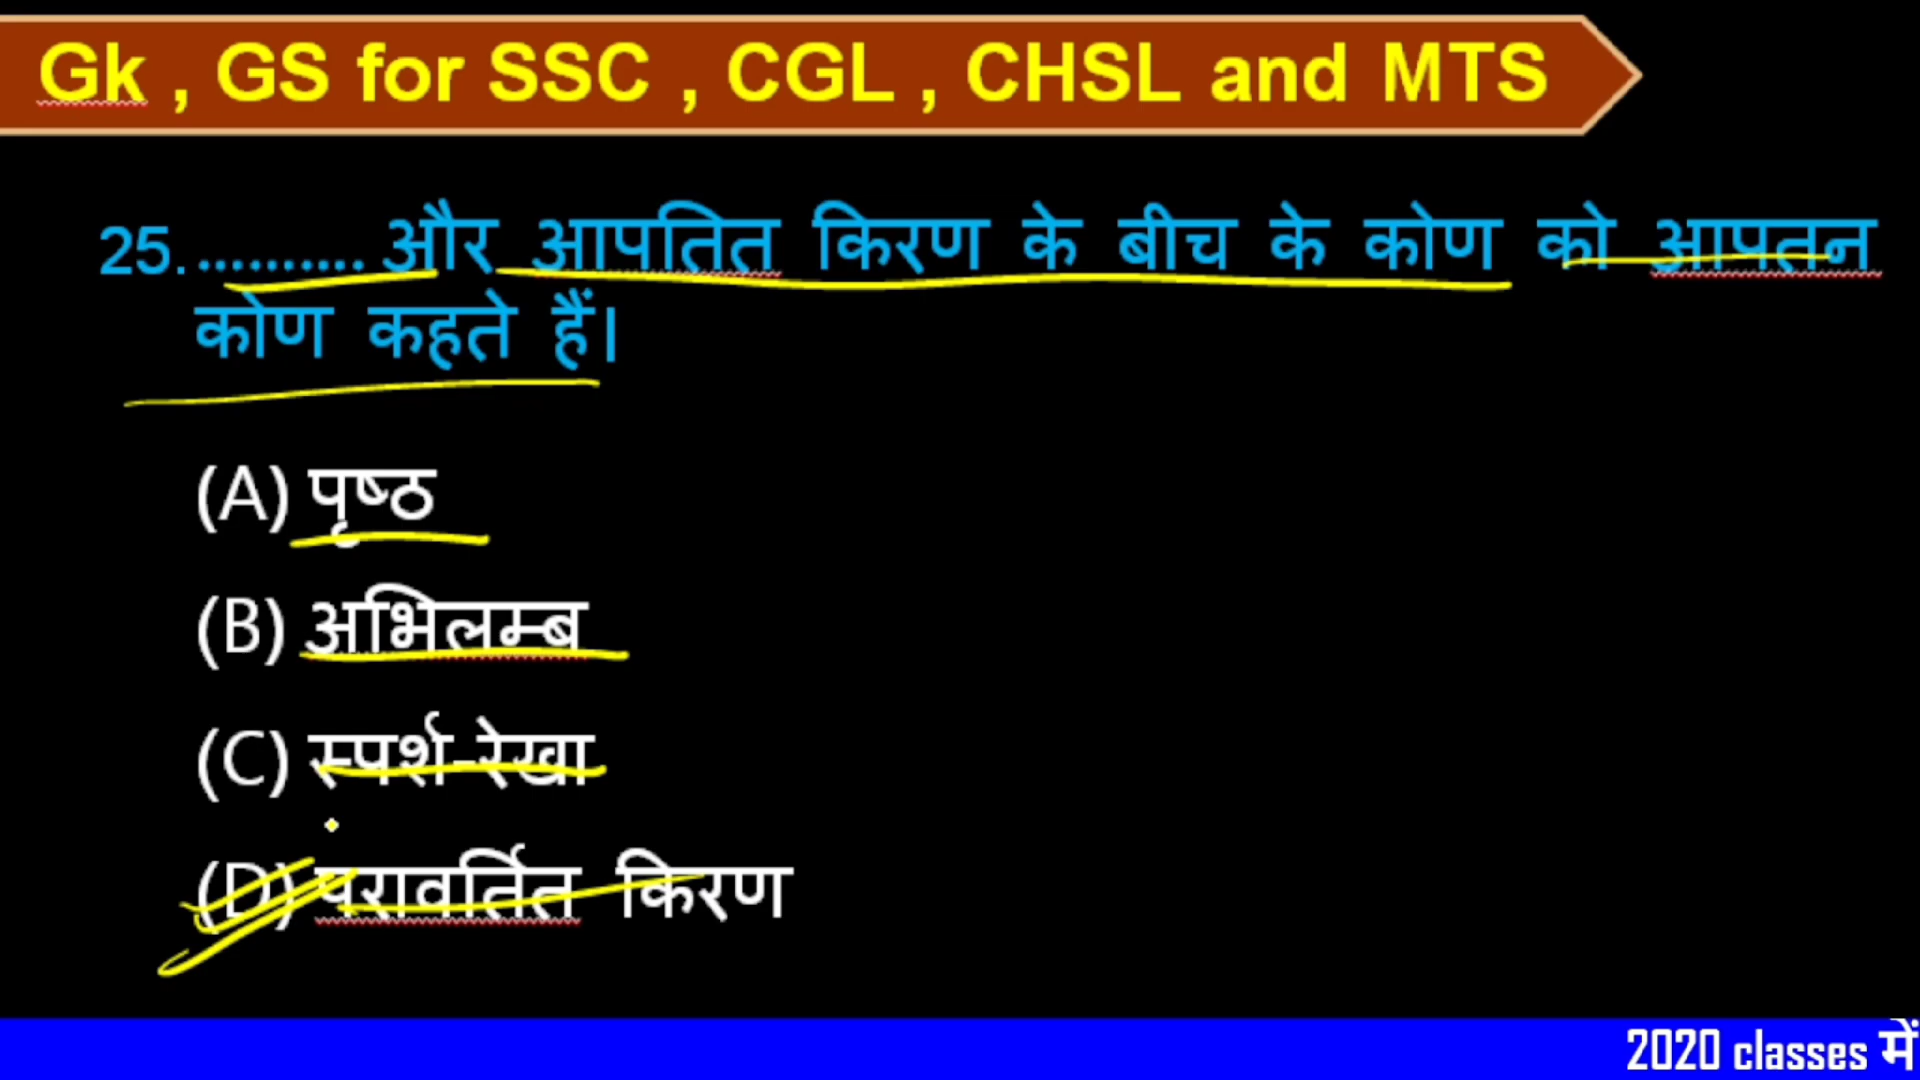 Gk , GS for SSC , CGL , CHSL and MTS
25. .......... और आपतित किरण के बीच के कोण को आपतन
कोण कहते हैं।
(A) पृष्ठ
(B) अभिलम्ब
(C) स्पर्श-रेखा
(D) परावर्तित किरण
2020 classes में